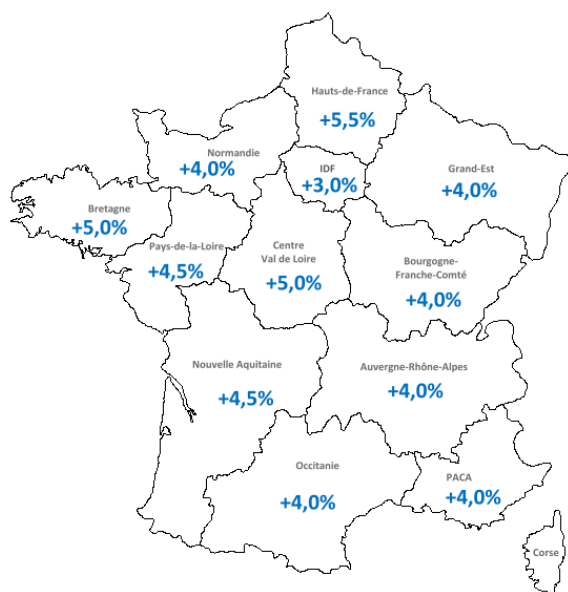 Hauts-de-France
+5,5%
Normandie
+4,0%
IDF
+3,0%
Grand-Est
+4,0%
Bretagne
+5,0%
Pays-de-la-Loire
+4,5%
Centre
Val de Loire
+5,0%
Bourgogne-
Franche-Comté
+4,0%
Nouvelle Aquitaine
+4,5%
Auvergne-Rhône-Alpes
+4,0%
Occitanie
+4,0%
PACA
+4,0%
Corse